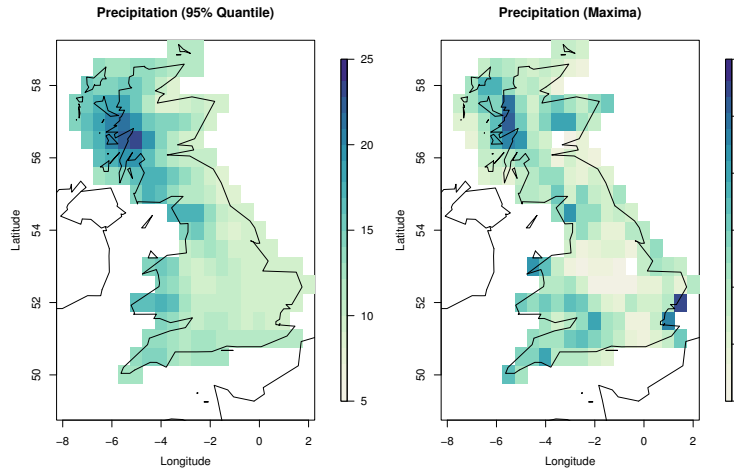 Precipitation (95% Quantile)
Precipitation (Maxima)
Latitude
50 52 54 56 58
-8 -6 -4 -2 0 2
Longitude
5 10 15 20 25
Latitude
50 52 54 56 58
-8 -6 -4 -2 0 2
Longitude